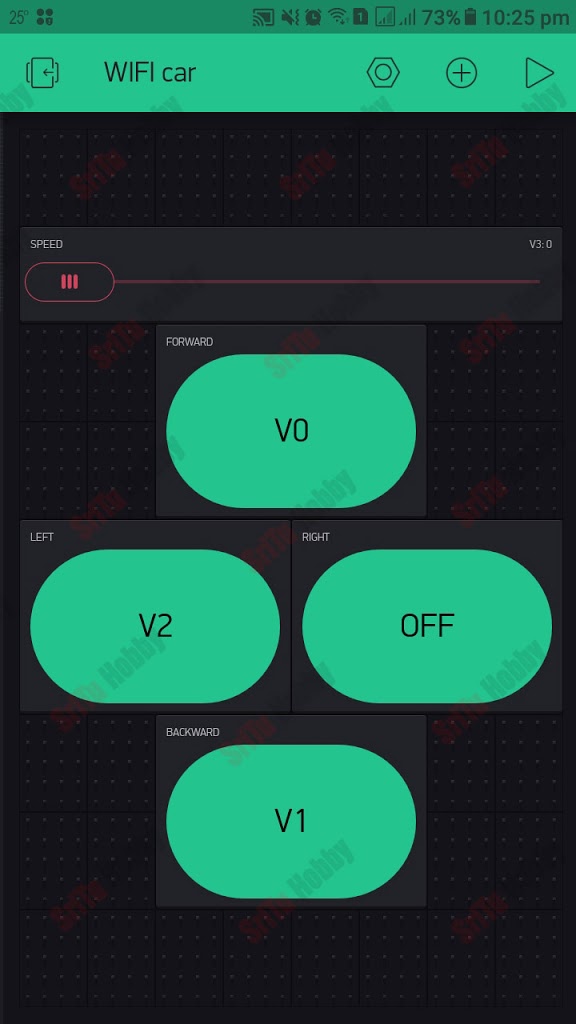 25° 1 73% 10:25 pm
WIFI car
SPEED V3: 0
FORWARD
V0
LEFT RIGHT
V2 OFF
BACKWARD
V1
SriTu Hobby